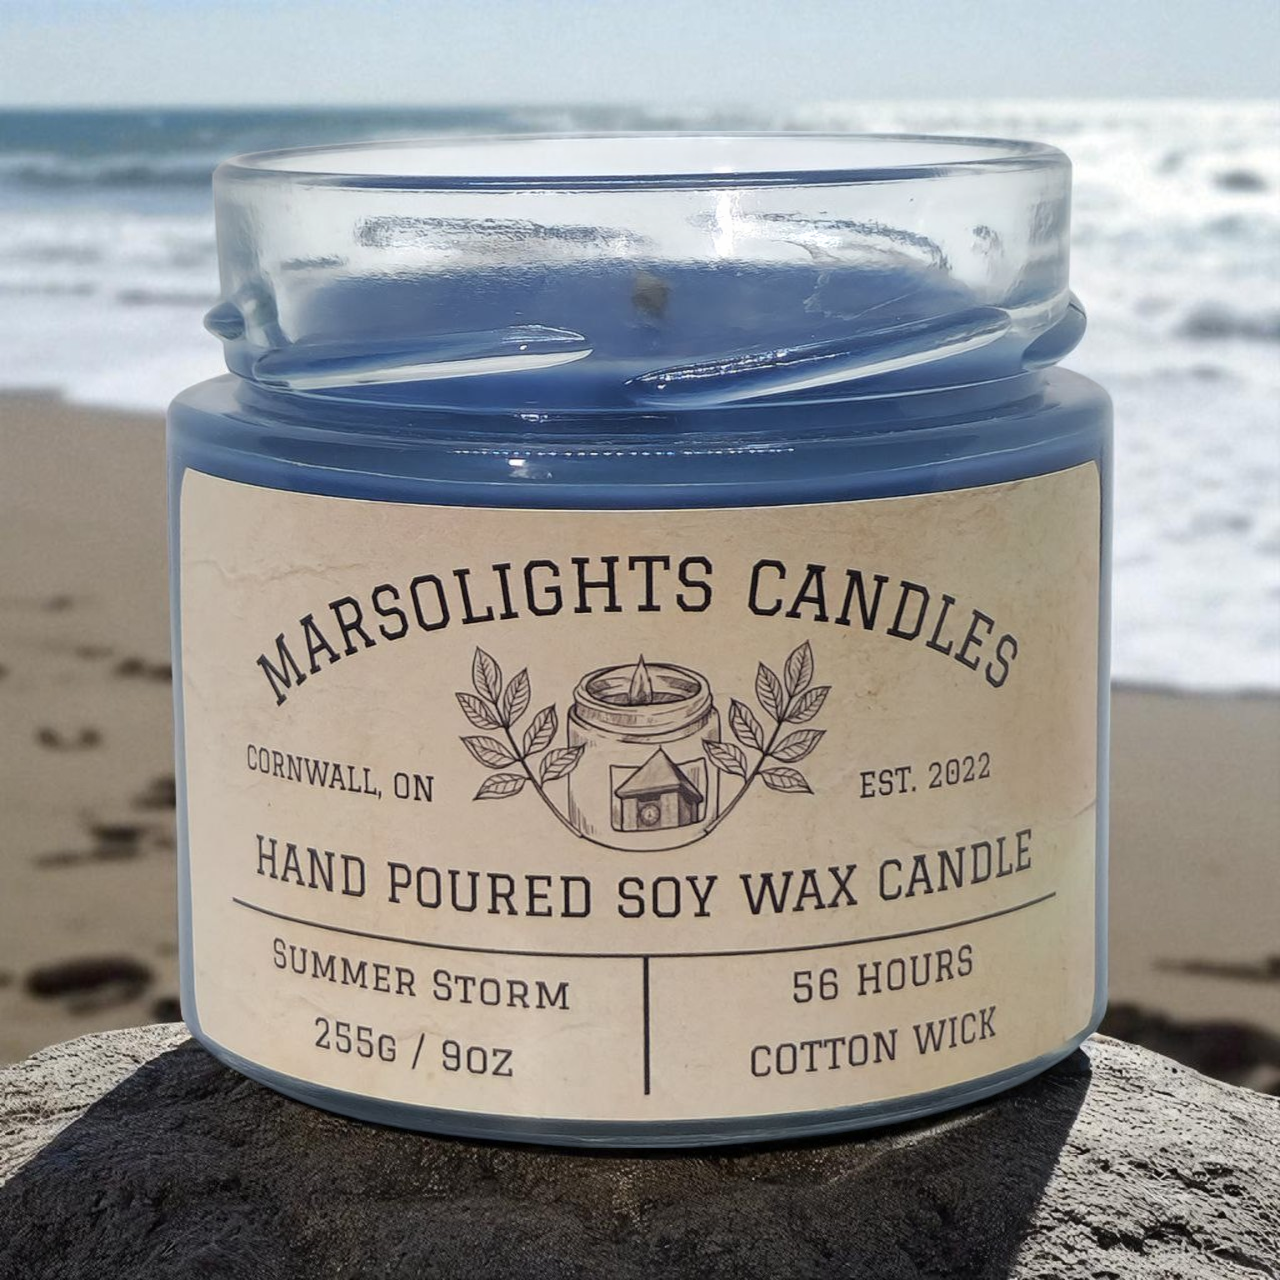 MARSOLIGHTS CANDLES
CORNWALL, ON
EST. 2022
HAND POURED SOY WAX CANDLE
SUMMER STORM
255G / 9OZ
56 HOURS
COTTON WICK